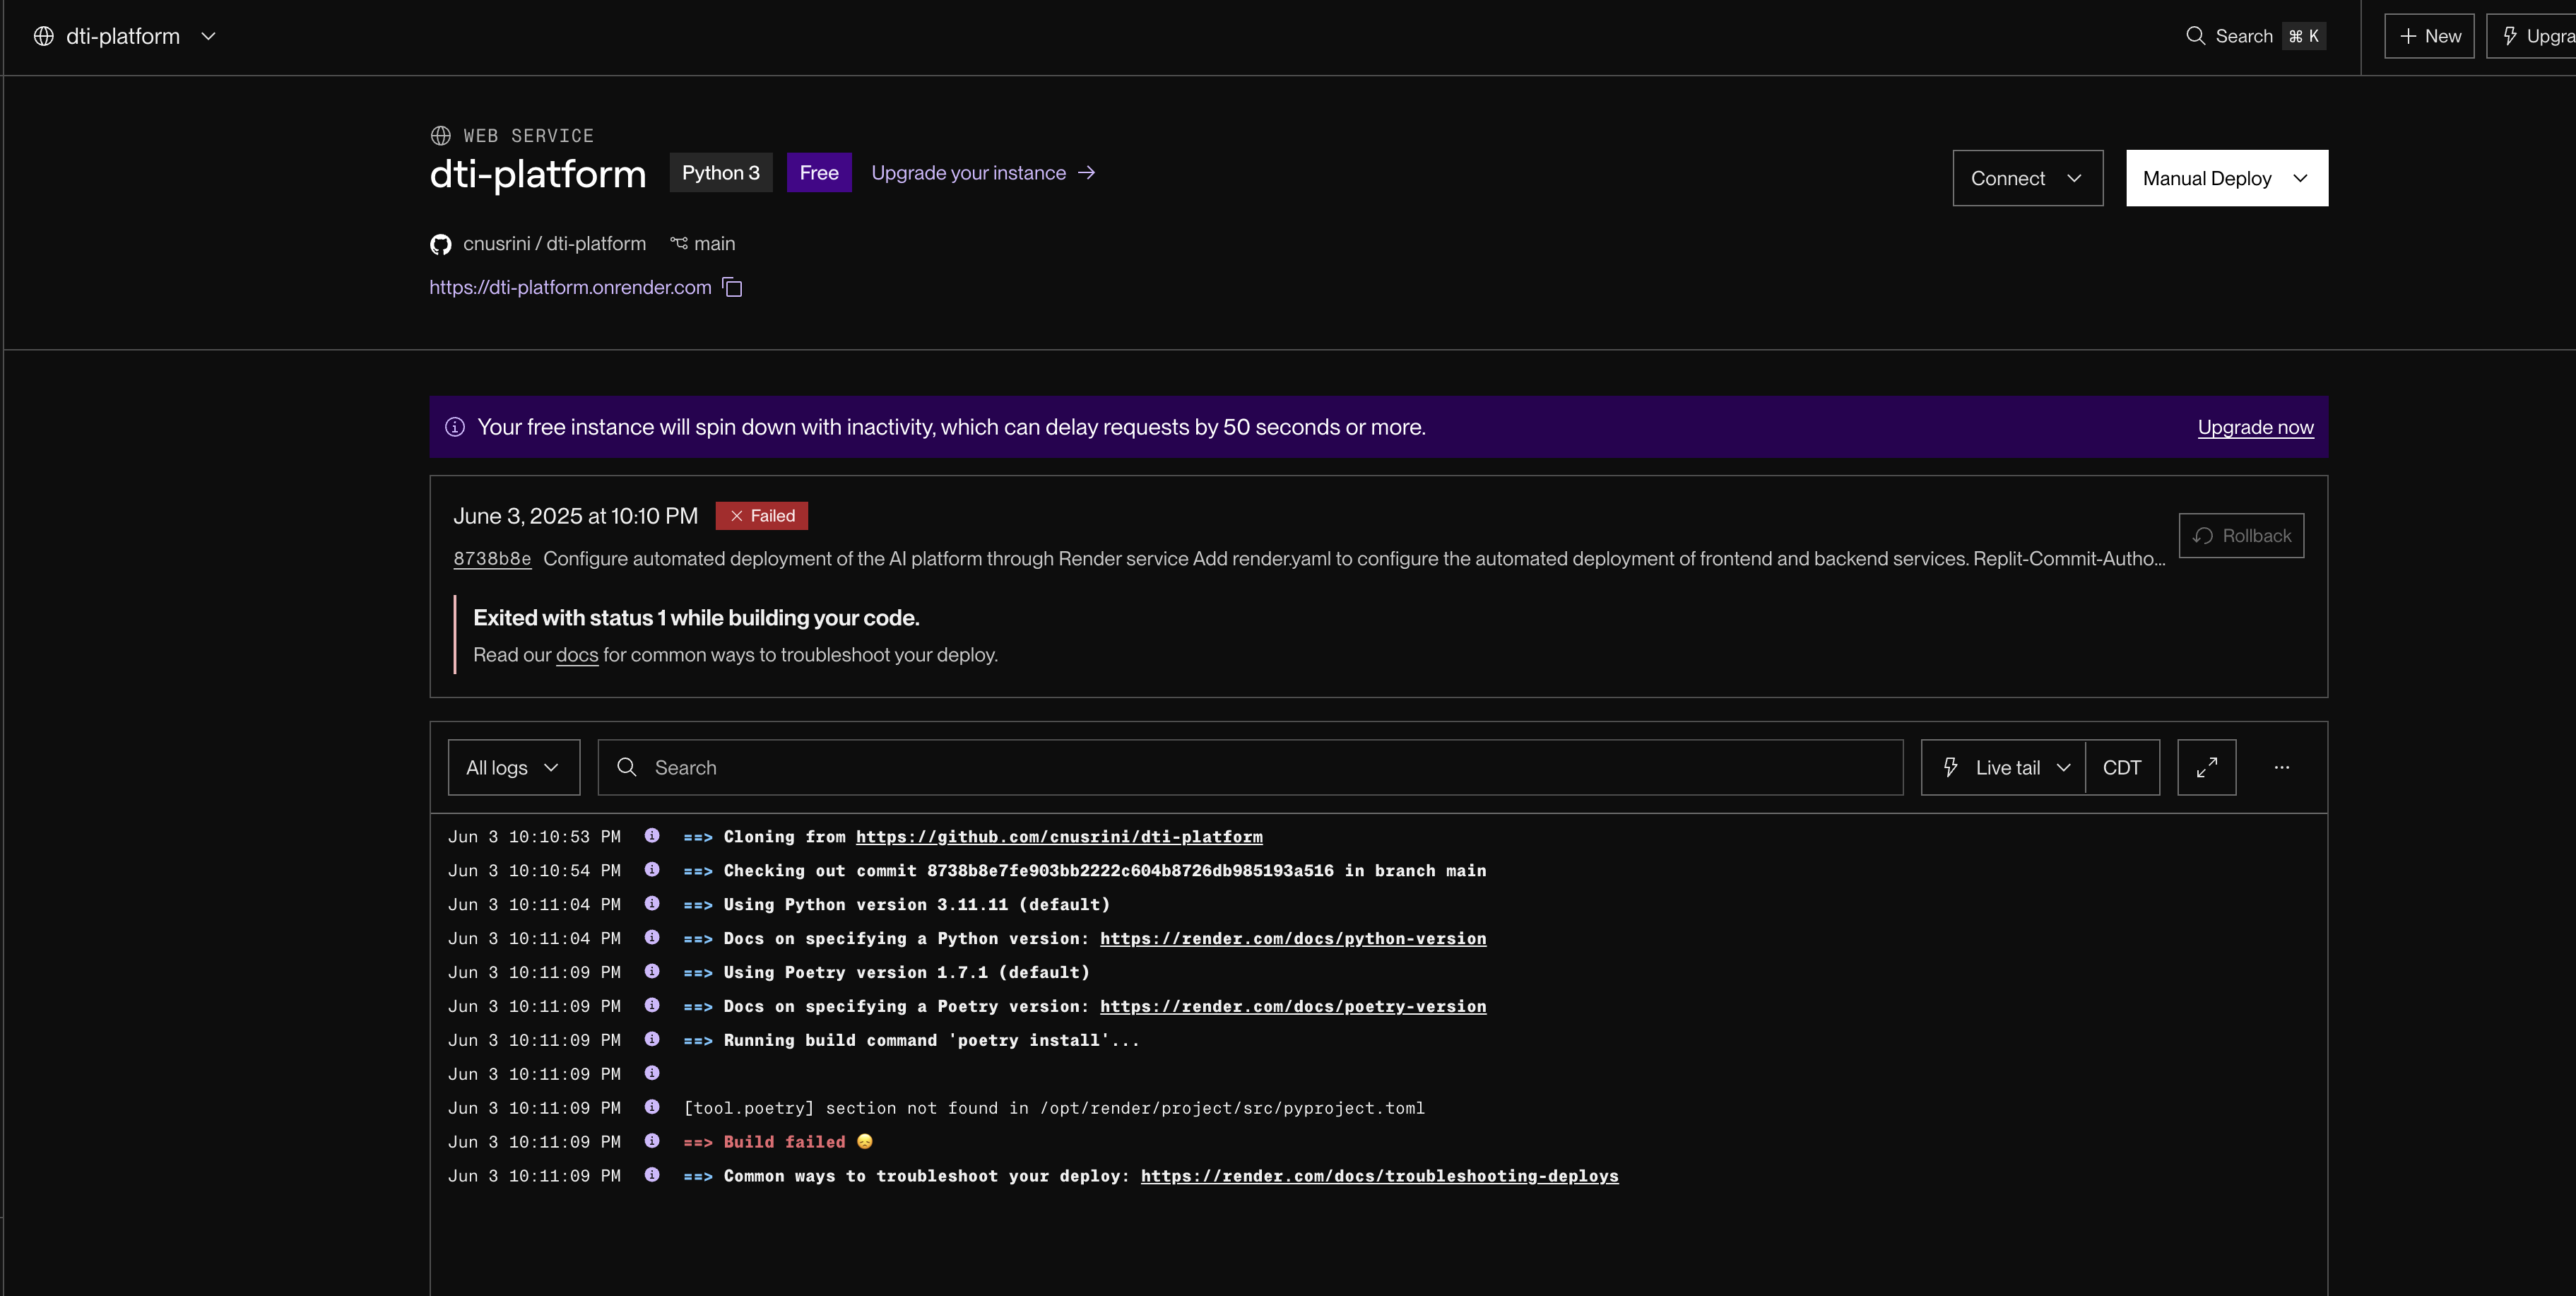 dti-platform
Search ⌘ K
+ New
Upgra
WEB SERVICE
dti-platform Python 3 Free Upgrade your instance →
Connect
Manual Deploy
cnusrini / dti-platform main
https://dti-platform.onrender.com
Your free instance will spin down with inactivity, which can delay requests by 50 seconds or more.
Upgrade now
June 3, 2025 at 10:10 PM Failed
Rollback
8738b8e Configure automated deployment of the AI platform through Render service Add render.yaml to configure the automated deployment of frontend and backend services. Replit-Commit-Autho...
Exited with status 1 while building your code.
Read our docs for common ways to troubleshoot your deploy.
All logs Search Live tail CDT ...
Jun 3 10:10:53 PM ==> Cloning from https://github.com/cnusrini/dti-platform
Jun 3 10:10:54 PM ==> Checking out commit 8738b8e7fe903bb2222c604b8726db985193a516 in branch main
Jun 3 10:11:04 PM ==> Using Python version 3.11.11 (default)
Jun 3 10:11:04 PM ==> Docs on specifying a Python version: https://render.com/docs/python-version
Jun 3 10:11:09 PM ==> Using Poetry version 1.7.1 (default)
Jun 3 10:11:09 PM ==> Docs on specifying a Poetry version: https://render.com/docs/poetry-version
Jun 3 10:11:09 PM ==> Running build command 'poetry install'...
Jun 3 10:11:09 PM
Jun 3 10:11:09 PM [tool.poetry] section not found in /opt/render/project/src/pyproject.toml
Jun 3 10:11:09 PM ==> Build failed 😞
Jun 3 10:11:09 PM ==> Common ways to troubleshoot your deploy: https://render.com/docs/troubleshooting-deploys